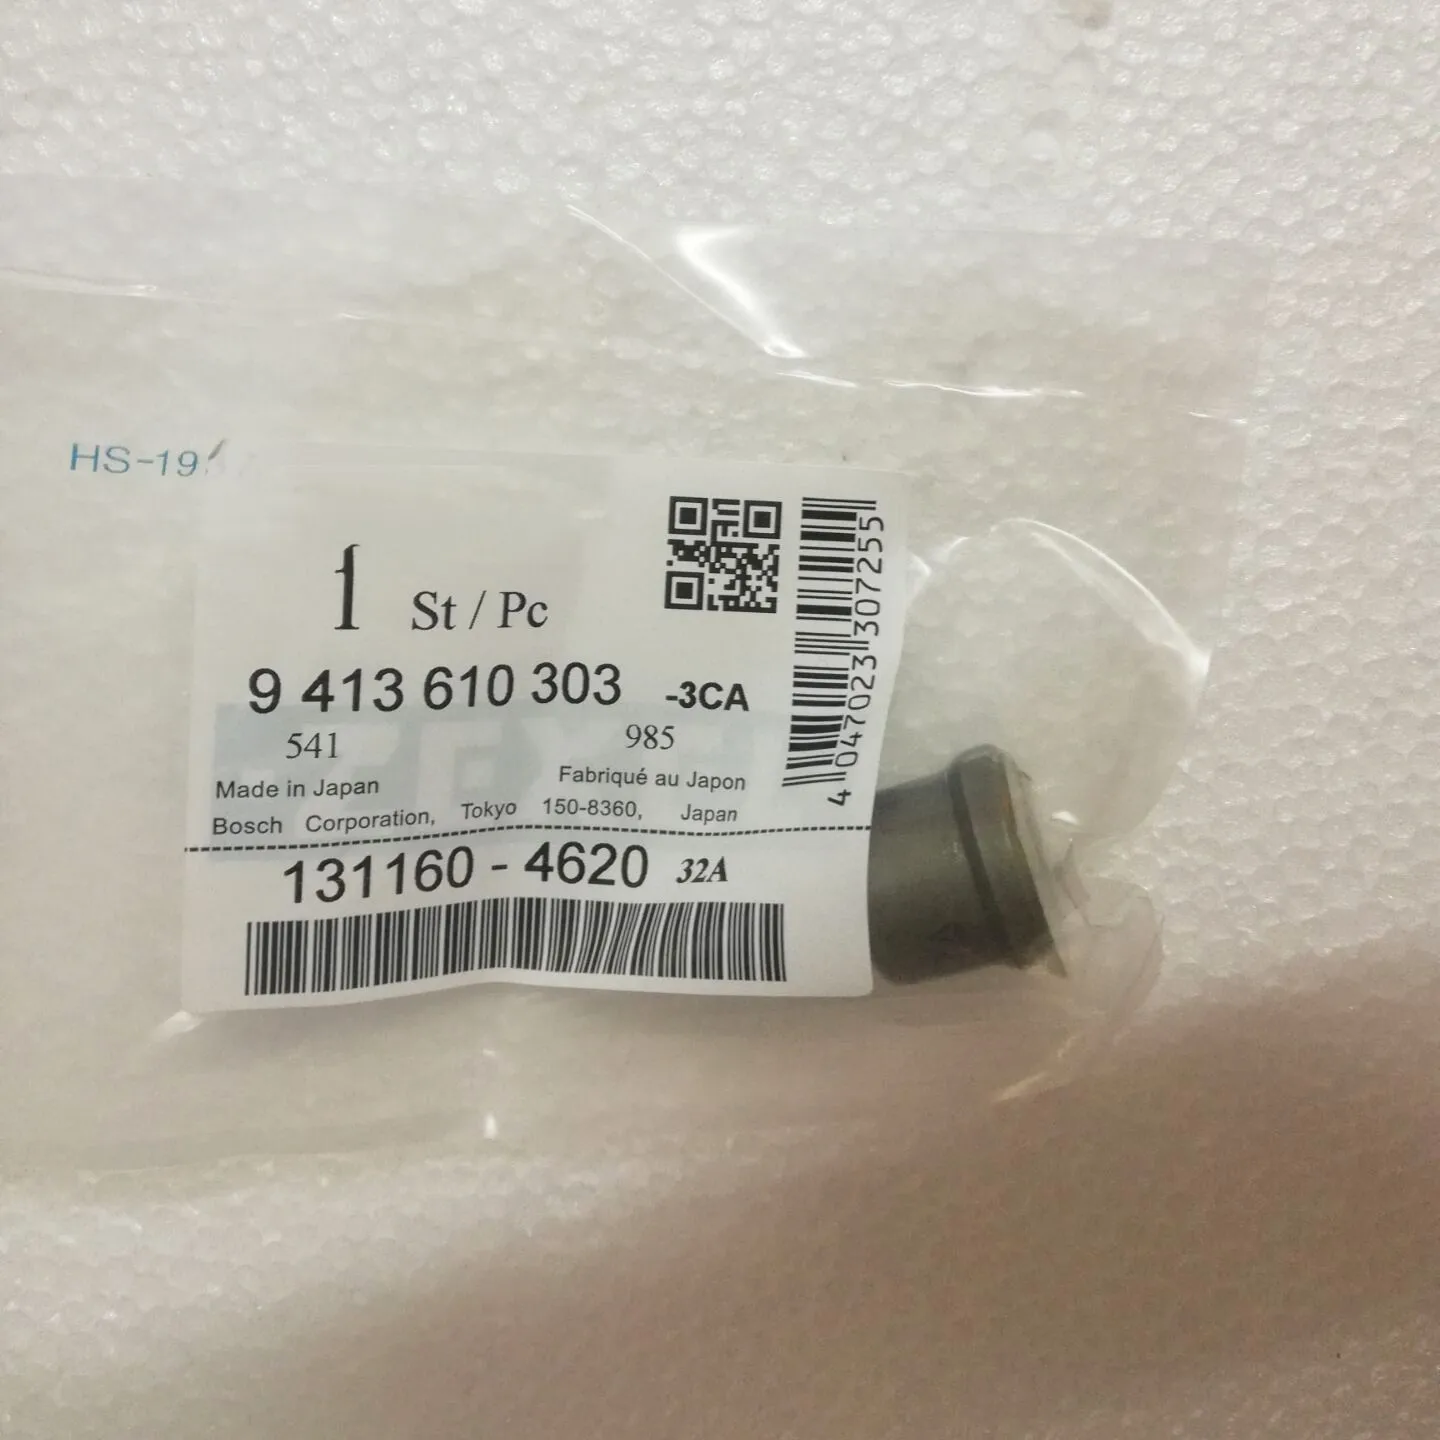 HS-19
1 St / Pc
9 413 610 303 -3CA
541 985
Made in Japan Fabriqué au Japon
Bosch Corporation, Tokyo 150-8360, Japan
131160 - 4620 32A
4 047023 307255